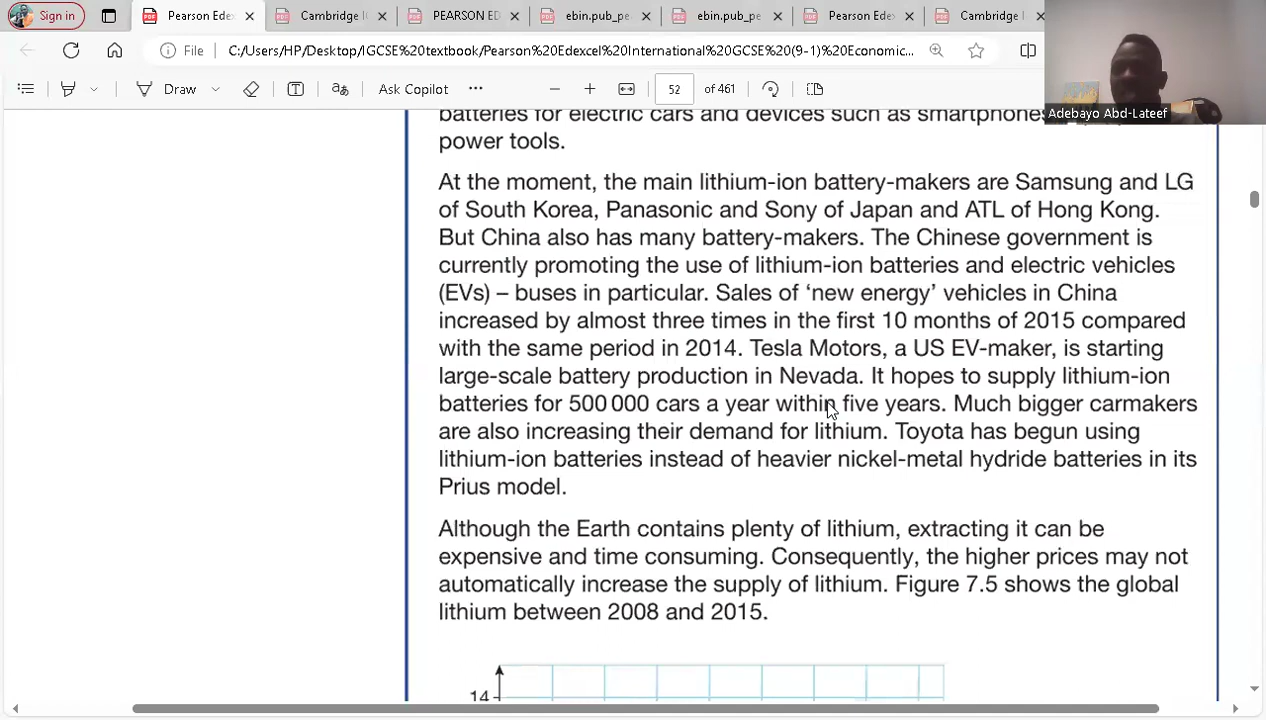 Sign in
Pearson Edex
Cambridge I
PEARSON ED
ebin.pub_pe
ebin.pub_pe
Pearson Edex
Cambridge I
File
C:/Users/HP/Desktop/IGCSE%20textbook/Pearson%20Edexcel%20International%20GCSE%20(9-1)%20Economic...
Draw
Ask Copilot
52 of 461
Adebayo Abd-Lateef
batteries for electric cars and devices such as smartphones
power tools.
At the moment, the main lithium-ion battery-makers are Samsung and LG
of South Korea, Panasonic and Sony of Japan and ATL of Hong Kong.
But China also has many battery-makers. The Chinese government is
currently promoting the use of lithium-ion batteries and electric vehicles
(EVs) – buses in particular. Sales of ‘new energy’ vehicles in China
increased by almost three times in the first 10 months of 2015 compared
with the same period in 2014. Tesla Motors, a US EV-maker, is starting
large-scale battery production in Nevada. It hopes to supply lithium-ion
batteries for 500 000 cars a year within five years. Much bigger carmakers
are also increasing their demand for lithium. Toyota has begun using
lithium-ion batteries instead of heavier nickel-metal hydride batteries in its
Prius model.
Although the Earth contains plenty of lithium, extracting it can be
expensive and time consuming. Consequently, the higher prices may not
automatically increase the supply of lithium. Figure 7.5 shows the global
lithium between 2008 and 2015.
14